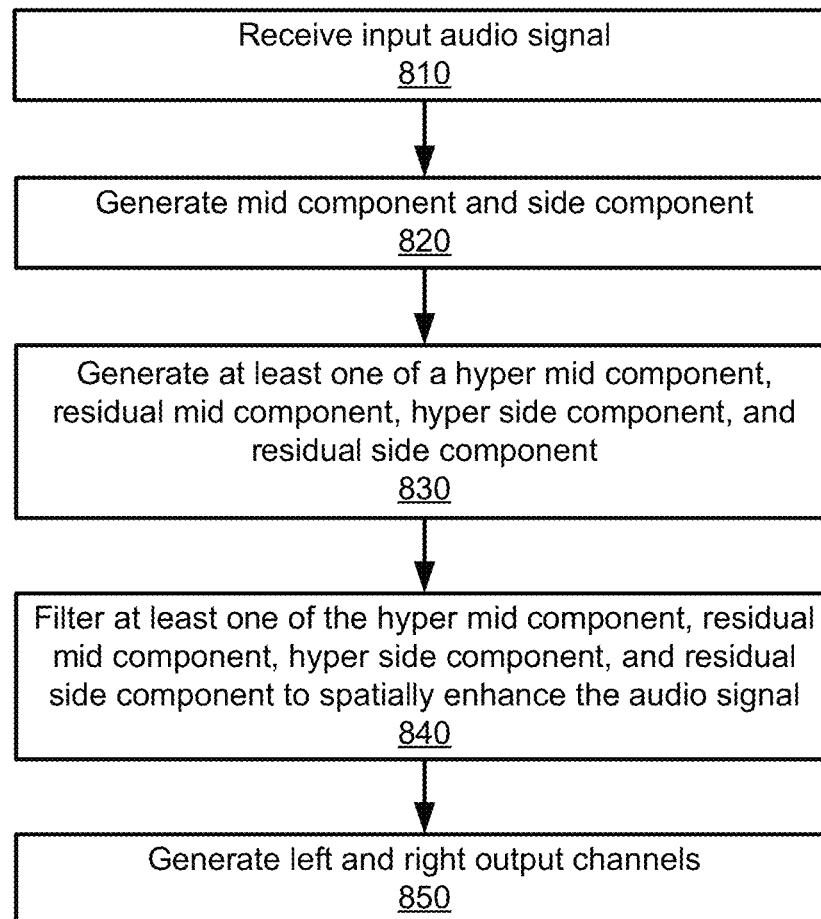 Receive input audio signal
810
Generate mid component and side component
820
Generate at least one of a hyper mid component,
residual mid component, hyper side component, and
residual side component
830
Filter at least one of the hyper mid component, residual
mid component, hyper side component, and residual
side component to spatially enhance the audio signal
840
Generate left and right output channels
850